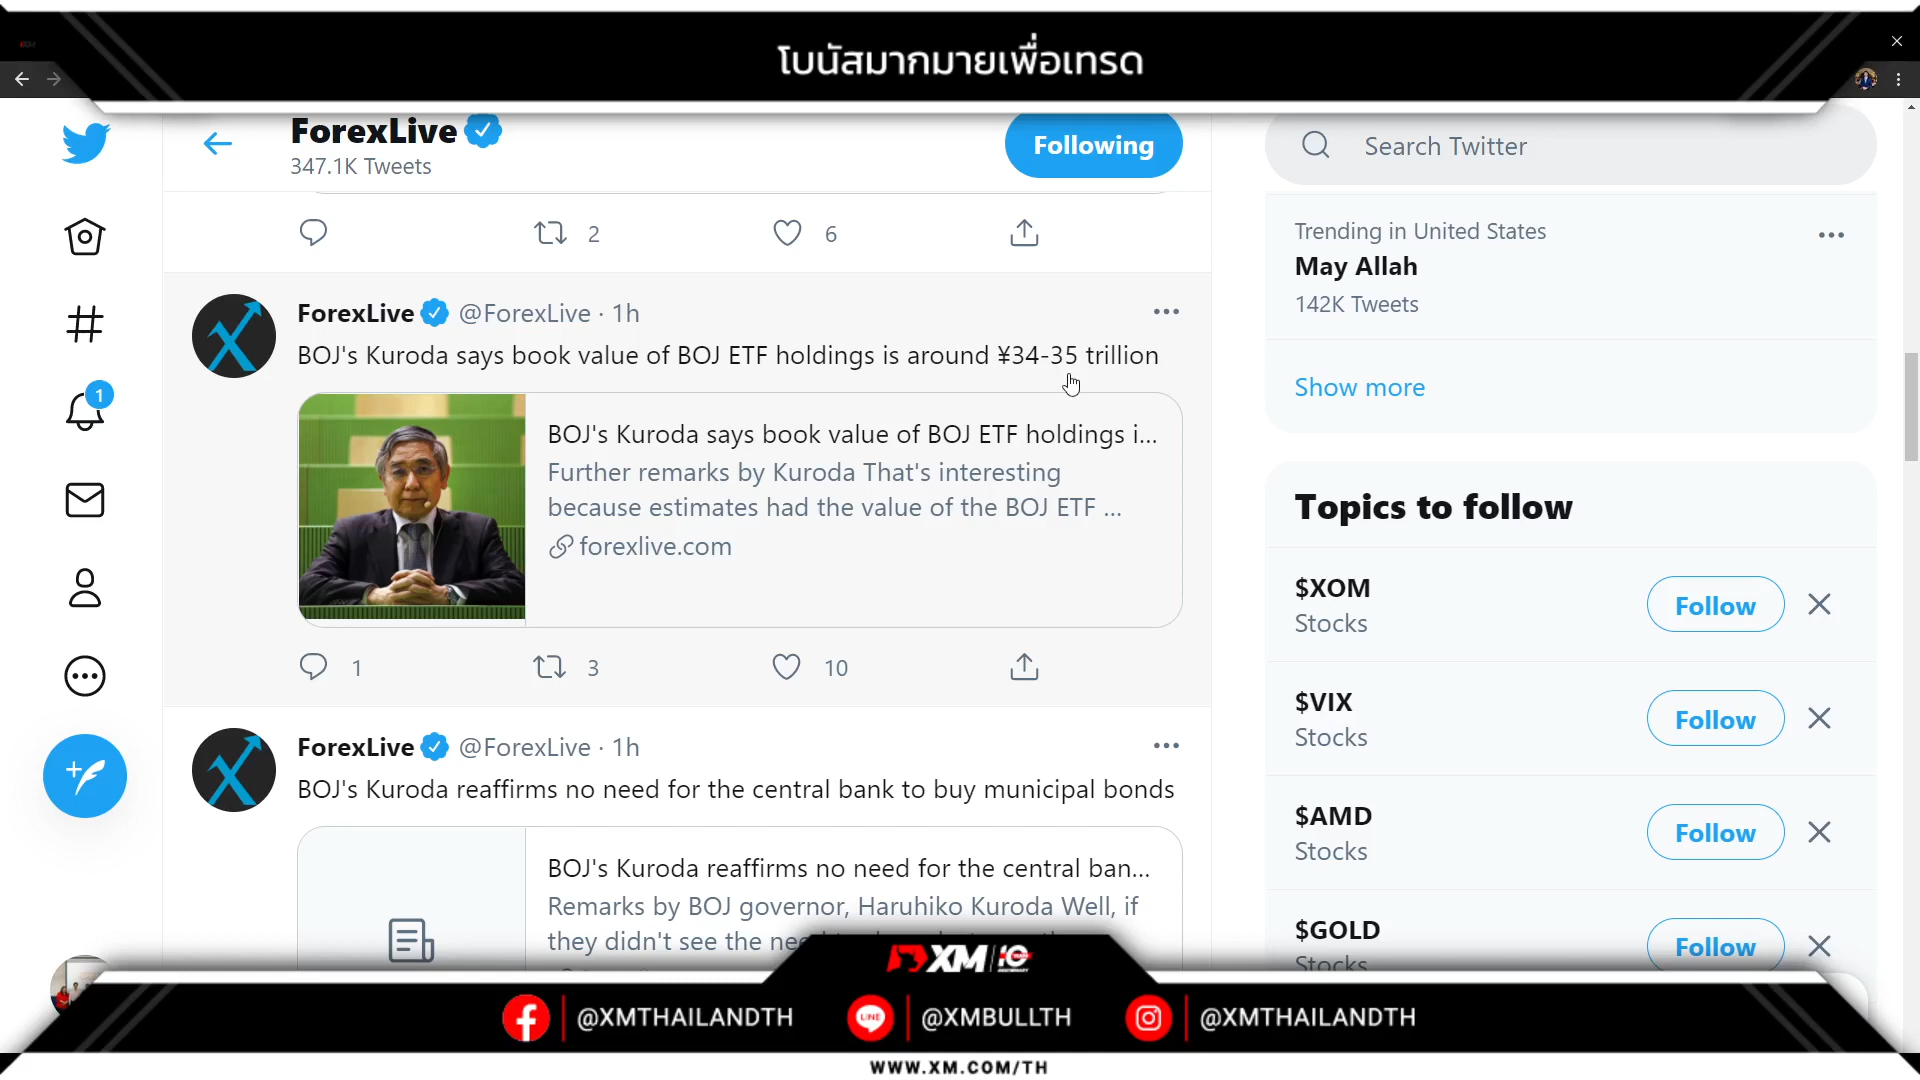 โบนัสมากมายเพื่อเทรด
ForexLive
347.1K Tweets
Following
Search Twitter
2
6
Trending in United States
May Allah
142K Tweets
Show more
1
ForexLive @ForexLive · 1h
BOJ's Kuroda says book value of BOJ ETF holdings is around ¥34-35 trillion
BOJ's Kuroda says book value of BOJ ETF holdings i...
Further remarks by Kuroda That's interesting
because estimates had the value of the BOJ ETF ...
forexlive.com
1
3
10
Topics to follow
$XOM
Stocks
Follow
$VIX
Stocks
Follow
$AMD
Stocks
Follow
$GOLD
Stocks
Follow
ForexLive @ForexLive · 1h
BOJ's Kuroda reaffirms no need for the central bank to buy municipal bonds
BOJ's Kuroda reaffirms no need for the central ban...
Remarks by BOJ governor, Haruhiko Kuroda Well, if
they didn't see the
XM 10
@XMTHAILANDTH
LINE
@XMBULLTH
@XMTHAILANDTH
WWW.XM.COM/TH